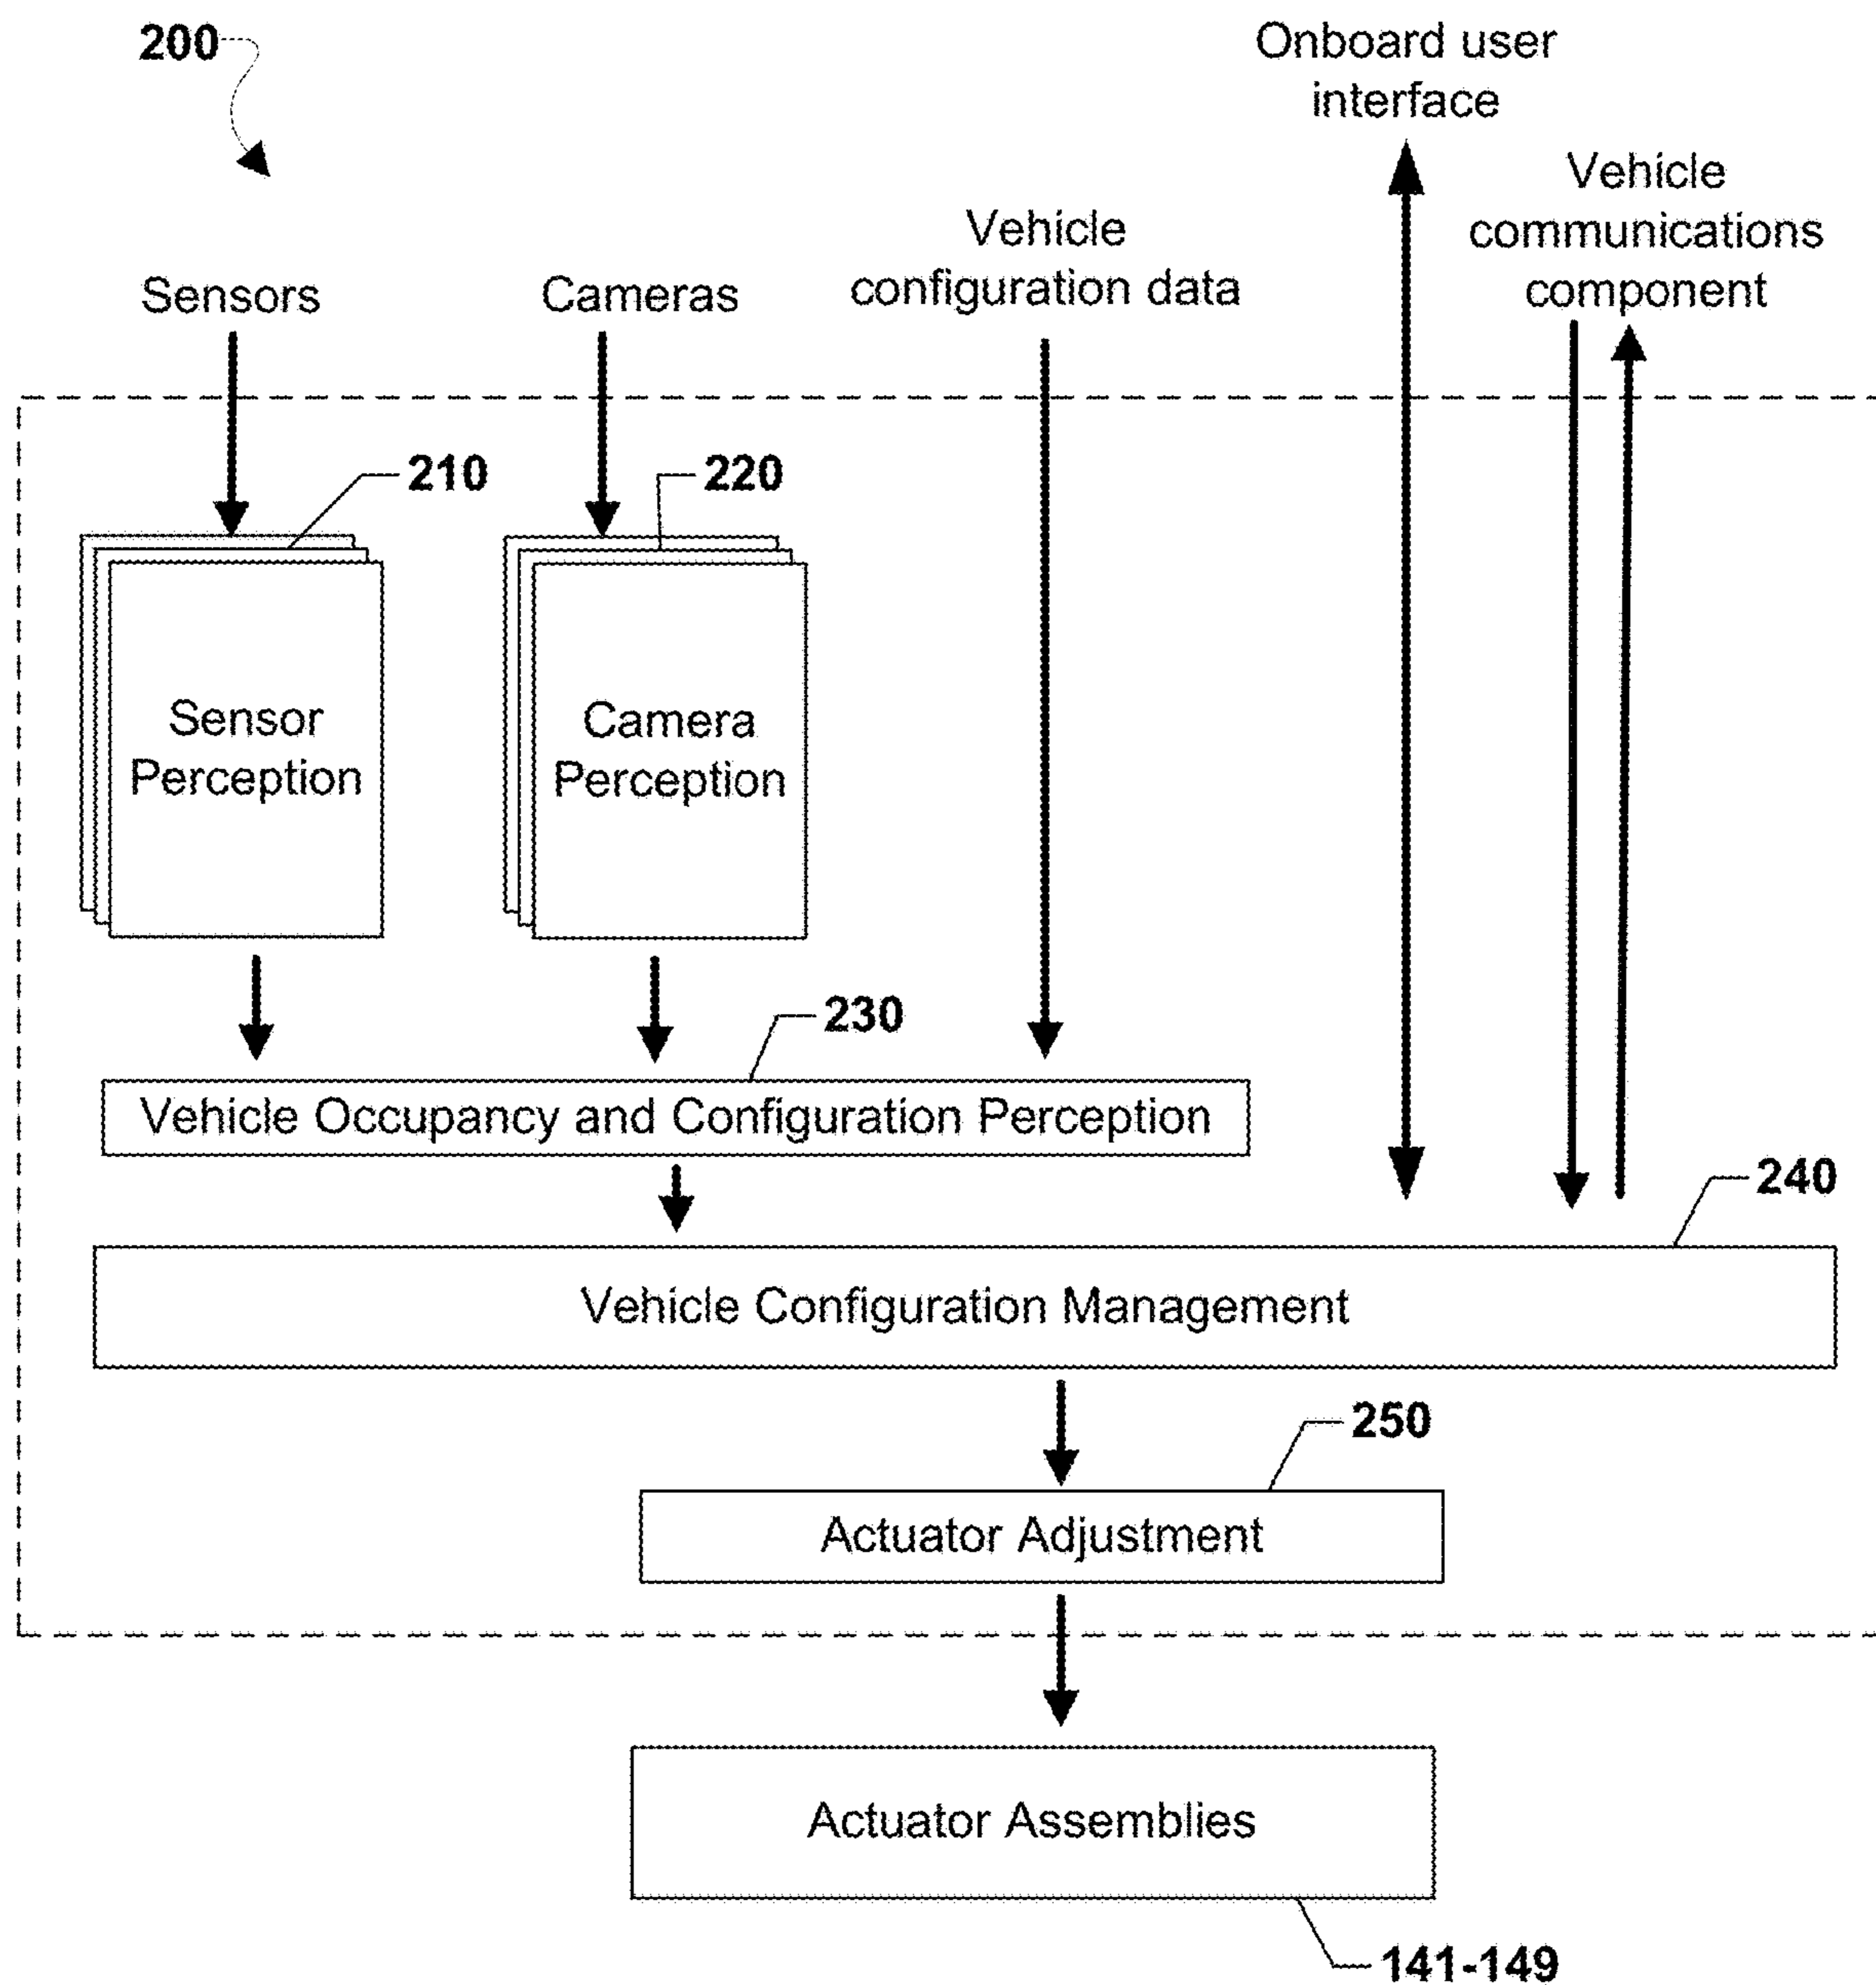 200
Onboard user
interface
Vehicle
communications
component
Vehicle
configuration data
Sensors
Cameras
210
220
Sensor
Perception
Camera
Perception
230
Vehicle Occupancy and Configuration Perception
240
Vehicle Configuration Management
250
Actuator Adjustment
Actuator Assemblies
141-149